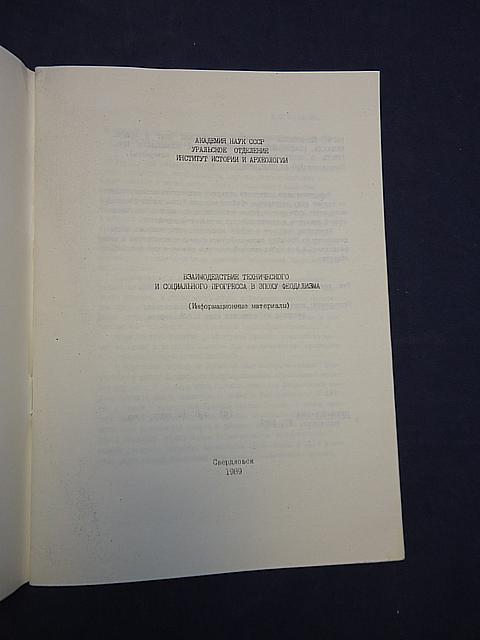 АКАДЕМИЯ НАУК СССР
УРАЛЬСКОЕ ОТДЕЛЕНИЕ
ИНСТИТУТ ИСТОРИИ И АРХЕОЛОГИИ
ВЗАИМОДЕЙСТВИЕ ТЕХНИЧЕСКОГО
И СОЦИАЛЬНОГО ПРОГРЕССА В ЭПОХУ ФЕОДАЛИЗМА
(Информационные материалы)
Свердловск
1989